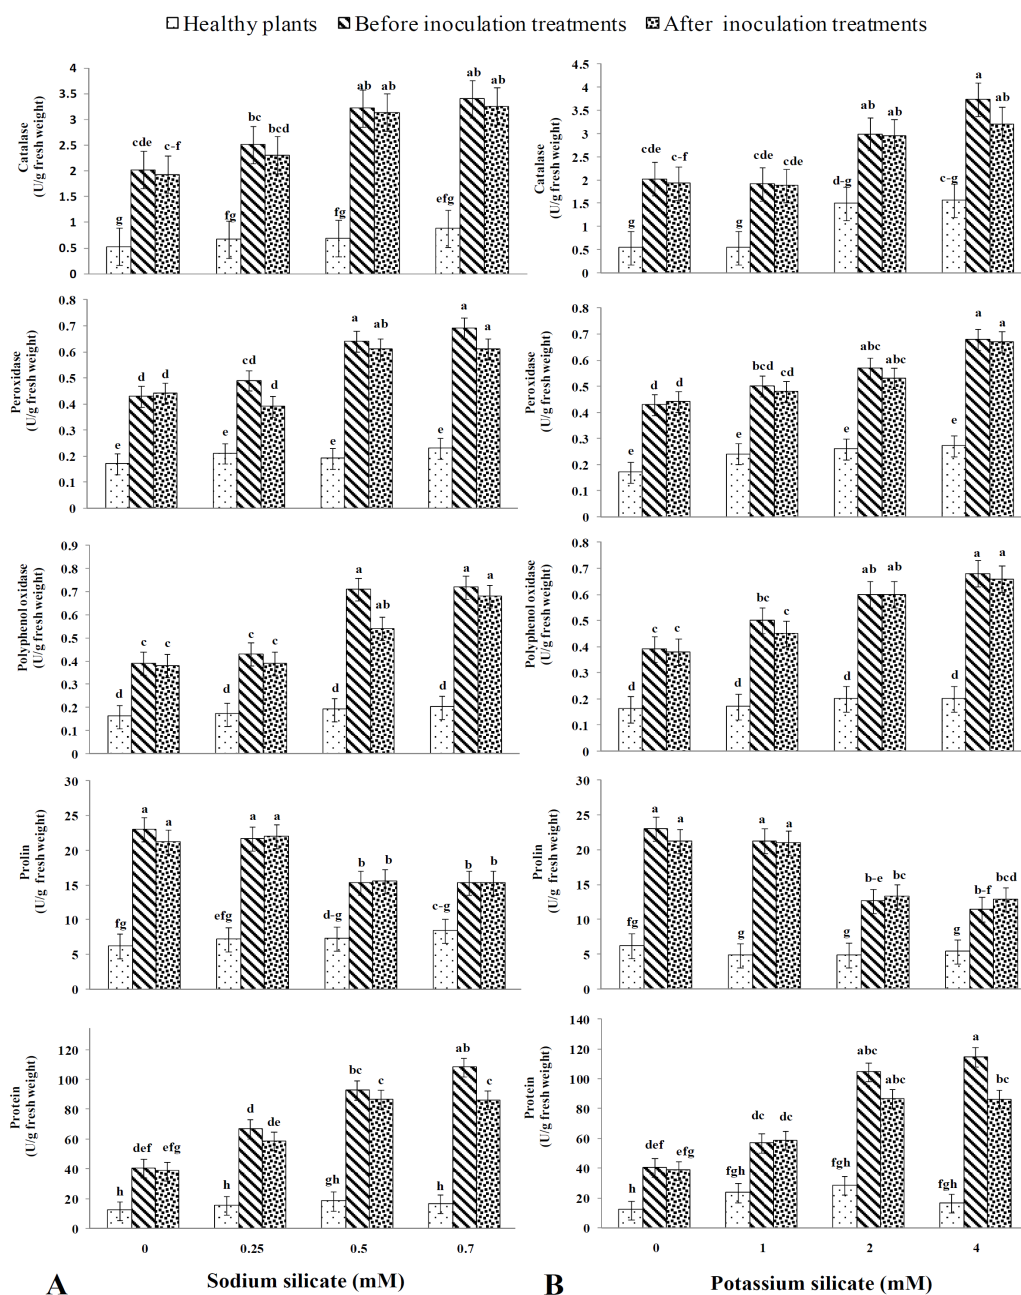 Healthy plants Before inoculation treatments After inoculation treatments
Catalase
(U/g fresh weight)
4
3.5
3
2.5
2
1.5
1
0.5
0
g cde c-f fg bc bcd fg ab ab efg ab ab
Catalase
(U/g fresh weight)
4.5
4
3.5
3
2.5
2
1.5
1
0.5
0
g cde c-f g cde cde d-g ab ab c-g a ab
Peroxidase
(U/g fresh weight)
0.8
0.7
0.6
0.5
0.4
0.3
0.2
0.1
0
e d d e cd d e a ab e a a
Peroxidase
(U/g fresh weight)
0.8
0.7
0.6
0.5
0.4
0.3
0.2
0.1
0
e d d e bcd cd e abc abc e a a
Polyphenol oxidase
(U/g fresh weight)
0.9
0.8
0.7
0.6
0.5
0.4
0.3
0.2
0.1
0
d c c d c c d a ab d a a
Polyphenol oxidase
(U/g fresh weight)
0.8
0.7
0.6
0.5
0.4
0.3
0.2
0.1
0
d c c d bc c d ab ab d a a
Prolin
(U/g fresh weight)
30
25
20
15
10
5
0
fg a a efg a a d-g b b c-g b b
Prolin
(U/g fresh weight)
30
25
20
15
10
5
0
fg a a g a a g b-e bc g b-f bcd
Protein
(U/g fresh weight)
120
100
80
60
40
20
0
h def efg h d de gh bc c h ab c
0 0.25 0.5 0.7
A Sodium silicate (mM)
Protein
(U/g fresh weight)
140
120
100
80
60
40
20
0
h def efg fgh dc dc fgh abc abc fgh a bc
0 1 2 4
B Potassium silicate (mM)